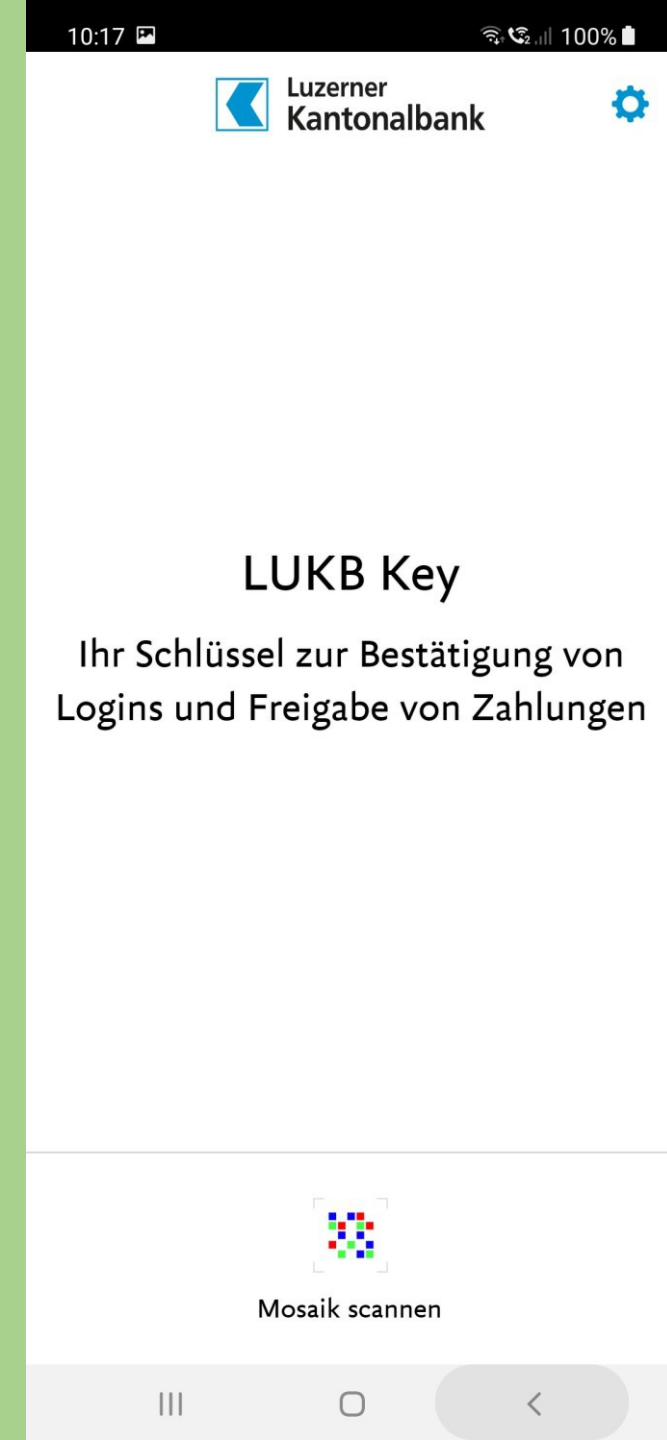 10:17 100%
Luzerner
Kantonalbank
LUKB Key
Ihr Schlüssel zur Bestätigung von
Logins und Freigabe von Zahlungen
Mosaik scannen